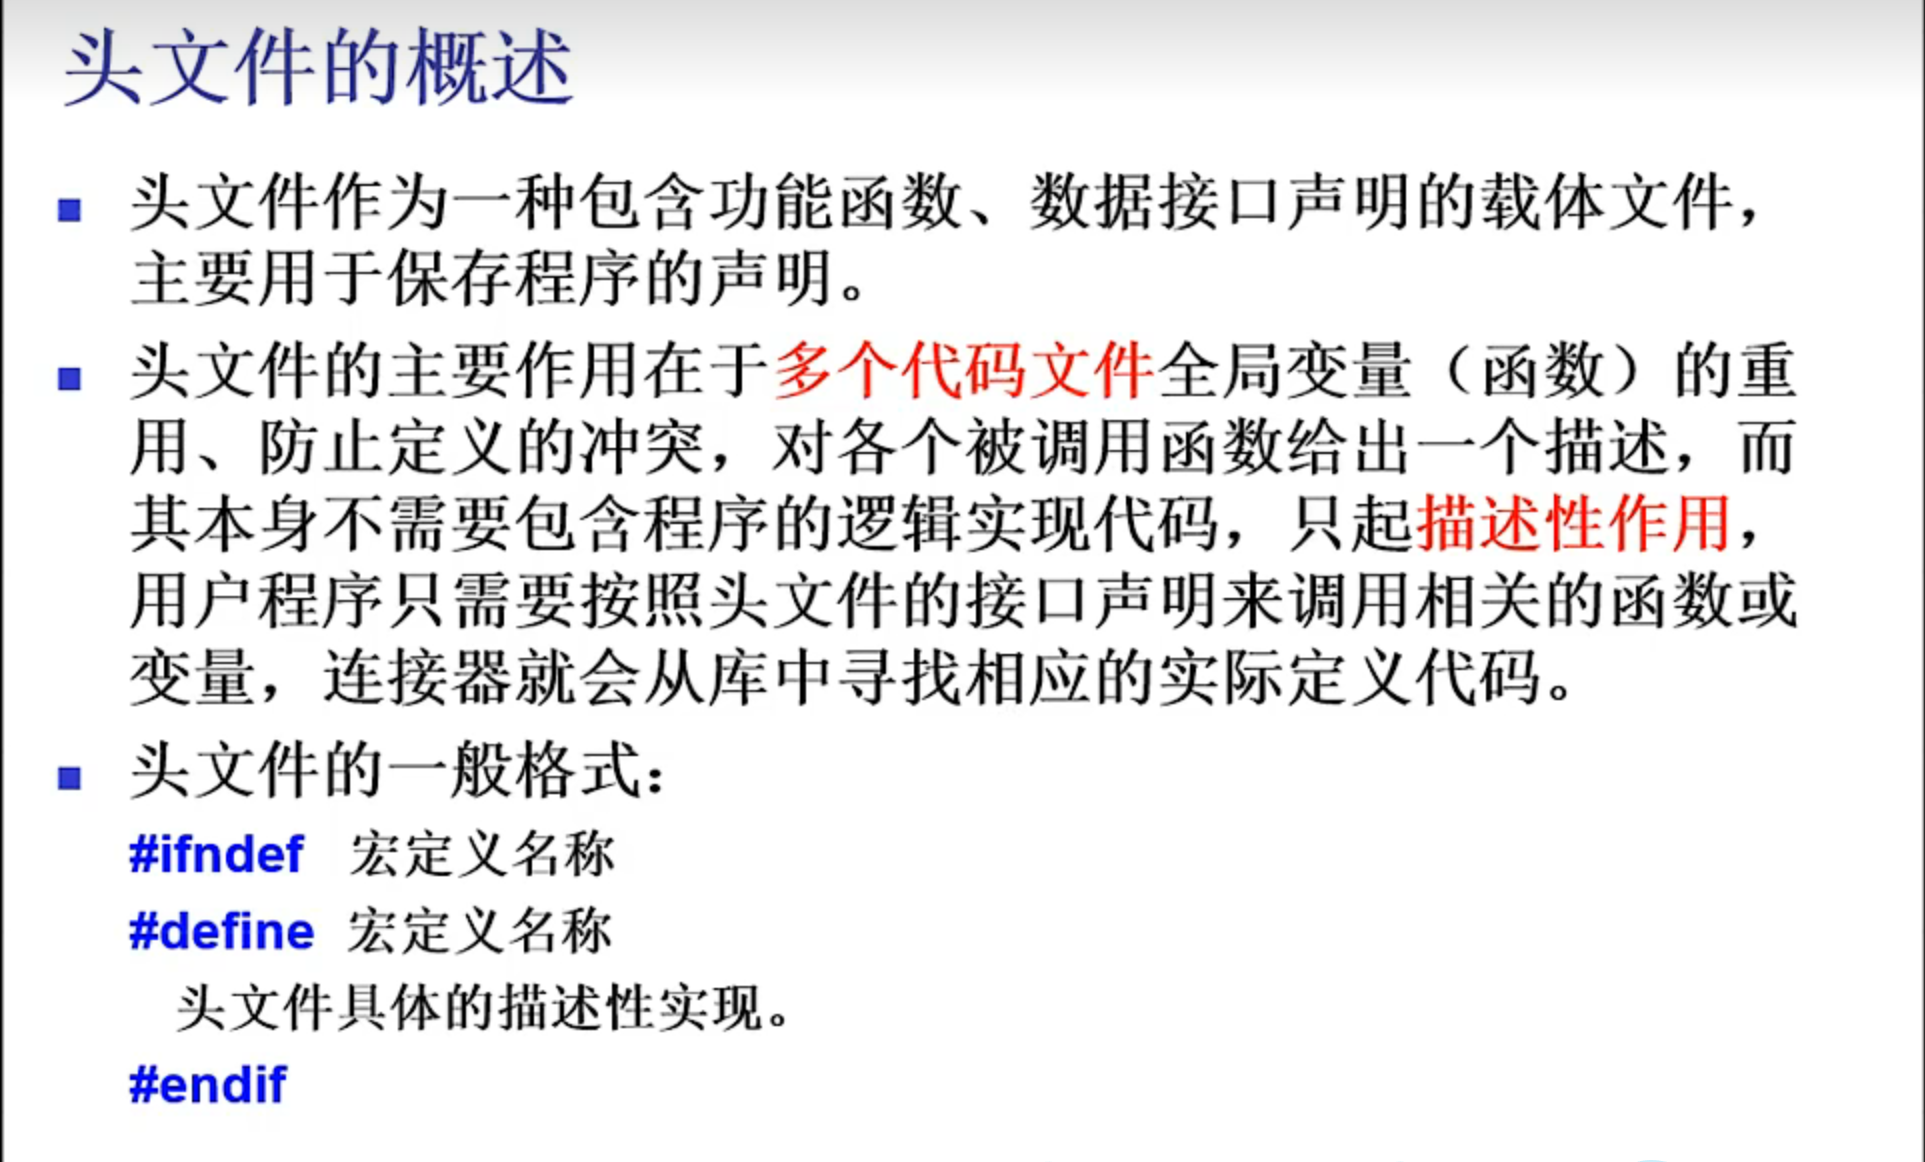 头文件的概述
头文件作为一种包含功能函数、数据接口声明的载体文件，
主要用于保存程序的声明。
头文件的主要作用在于多个代码文件全局变量（函数）的重
用、防止定义的冲突，对各个被调用函数给出一个描述，而
其本身不需要包含程序的逻辑实现代码，只起描述性作用，
用户程序只需要按照头文件的接口声明来调用相关的函数或
变量，连接器就会从库中寻找相应的实际定义代码。
头文件的一般格式：
#ifndef 宏定义名称
#define 宏定义名称
头文件具体的描述性实现。
#endif